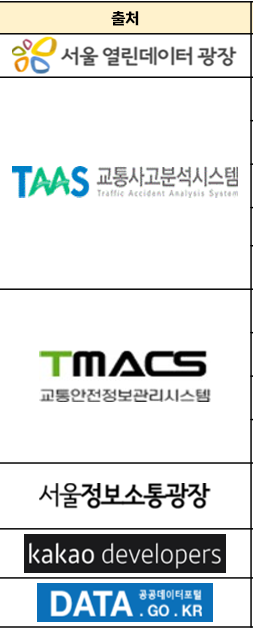 출처
서울 열린데이터 광장
TAAS 교통사고분석시스템
Traffic Accident Analysis System
TMACS
교통안전정보관리시스템
서울정보소통광장
kakao developers
DATA 공공데이터포털
.GO.KR